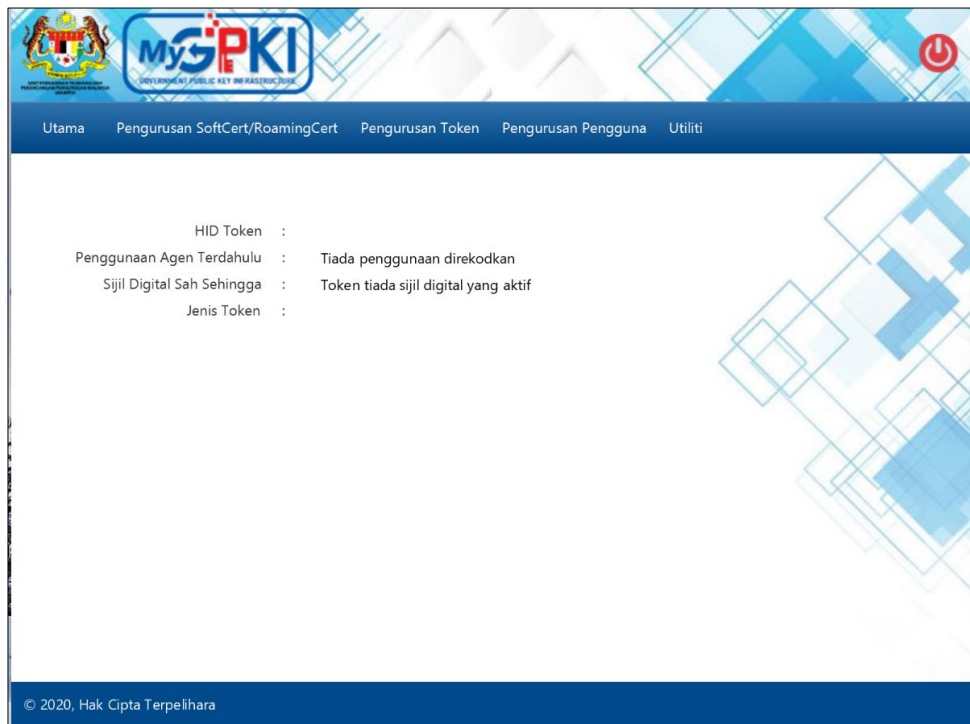 MyGPKI
GOVERNMENT PUBLIC KEY INFRASTRUCTURE
Utama Pengurusan SoftCert/RoamingCert Pengurusan Token Pengurusan Pengguna Utiliti
HID Token :
Penggunaan Agen Terdahulu : Tiada penggunaan direkodkan
Sijil Digital Sah Sehingga : Token tiada sijil digital yang aktif
Jenis Token :
© 2020, Hak Cipta Terpelihara